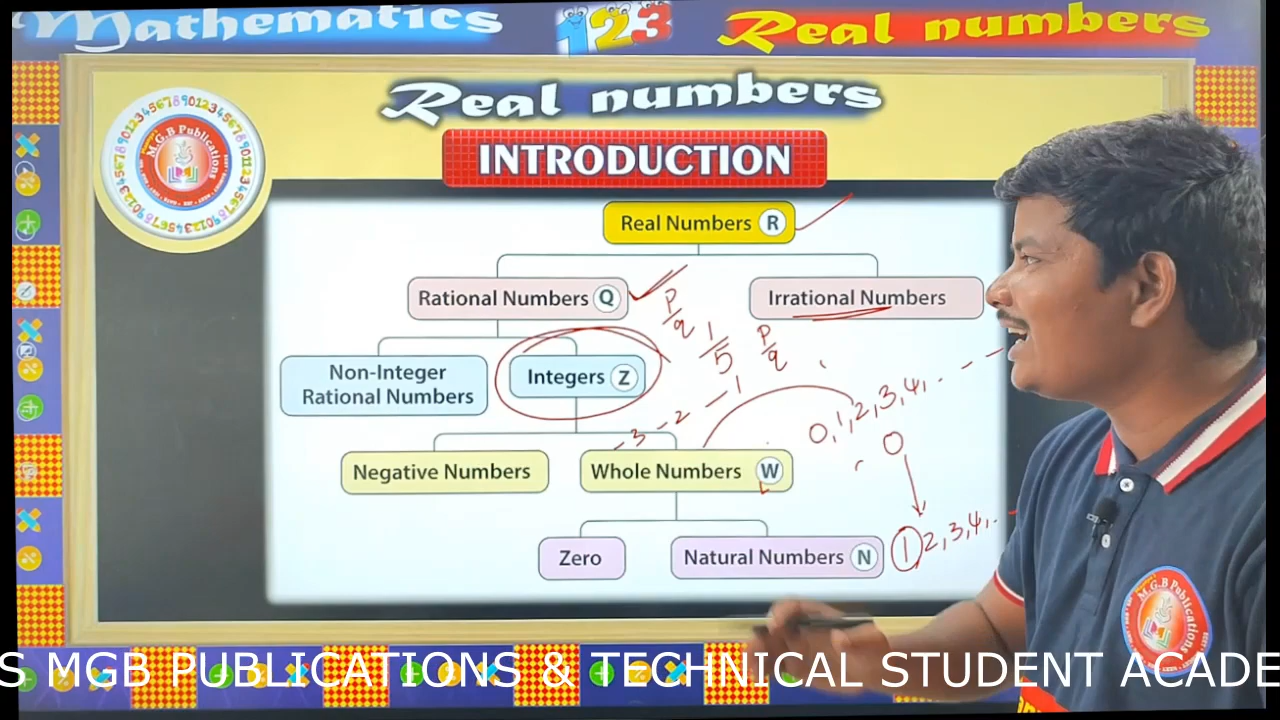 Mathematics 123 Real numbers
Real numbers
M.G.B Publications
INTRODUCTION
Real Numbers R
Rational Numbers Q
Irrational Numbers
p/q 1/5 p/q
Non-Integer
Rational Numbers
Integers Z
-3 -2 -1
0, 1, 2, 3, 4, . - -
0
Negative Numbers
Whole Numbers W
Zero
Natural Numbers N
1, 2, 3, 4, . . -
M.G.B Publications
S MGB PUBLICATIONS & TECHNICAL STUDENT ACADE